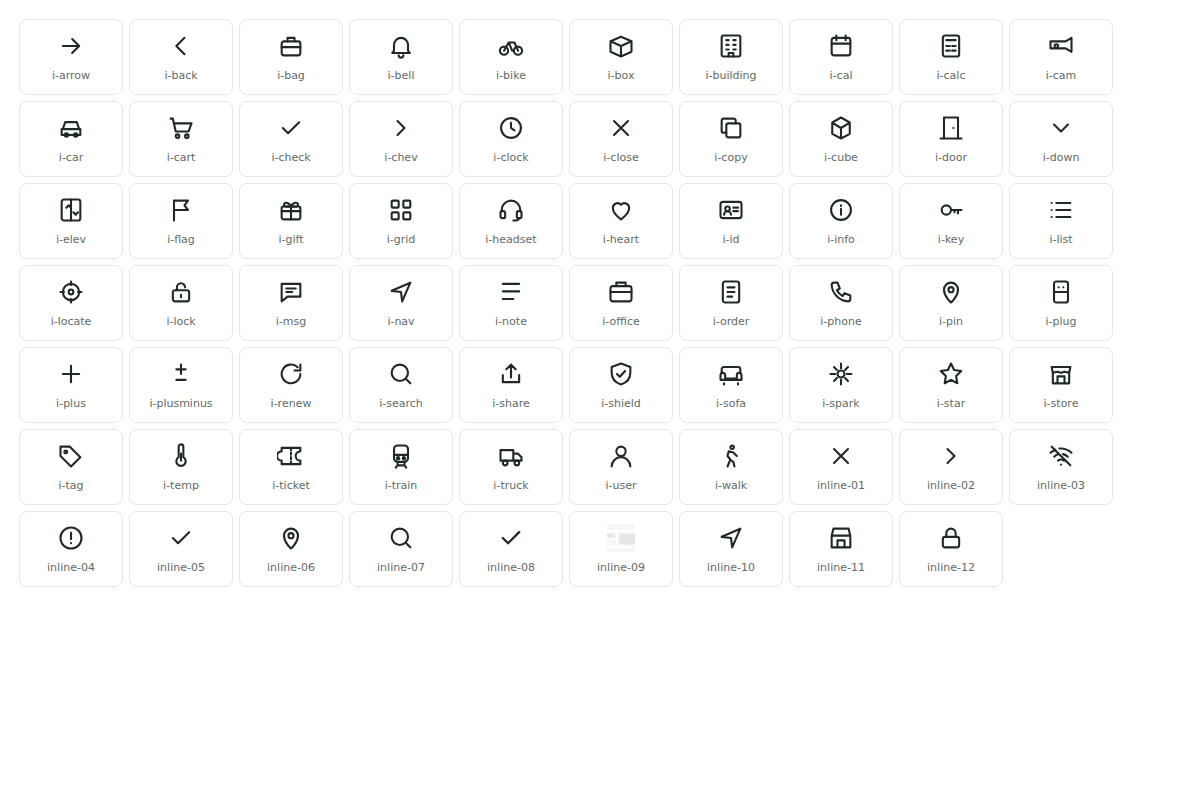 i-arrow i-back i-bag i-bell i-bike i-box i-building i-cal i-calc i-cam
i-car i-cart i-check i-chev i-clock i-close i-copy i-cube i-door i-down
i-elev i-flag i-gift i-grid i-headset i-heart i-id i-info i-key i-list
i-locate i-lock i-msg i-nav i-note i-office i-order i-phone i-pin i-plug
i-plus i-plusminus i-renew i-search i-share i-shield i-sofa i-spark i-star i-store
i-tag i-temp i-ticket i-train i-truck i-user i-walk inline-01 inline-02 inline-03
inline-04 inline-05 inline-06 inline-07 inline-08 inline-09 inline-10 inline-11 inline-12